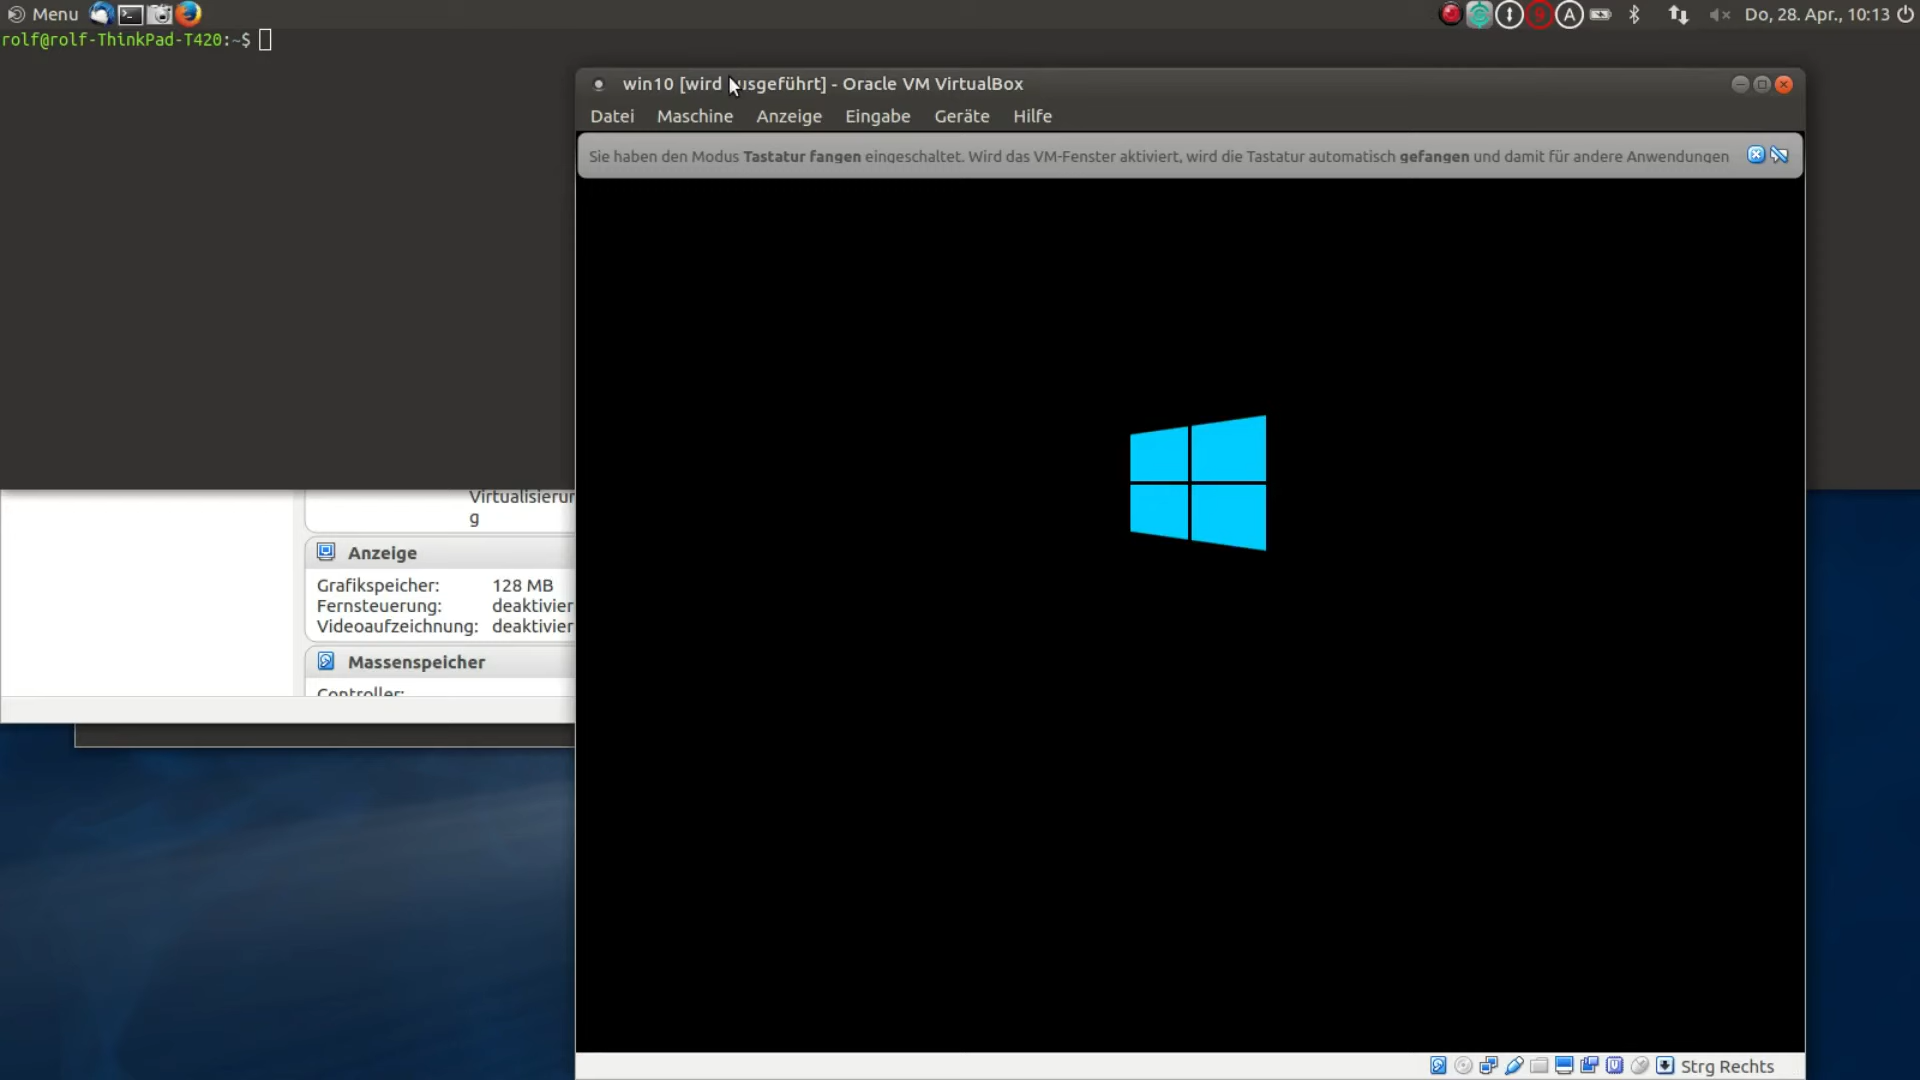 Menu
Do, 28. Apr., 10:13
rolf@rolf-ThinkPad-T420:~$
win10 [wird ausgeführt] - Oracle VM VirtualBox
Datei Maschine Anzeige Eingabe Geräte Hilfe
Sie haben den Modus Tastatur fangen eingeschaltet. Wird das VM-Fenster aktiviert, wird die Tastatur automatisch gefangen und damit für andere Anwendungen
Virtualisierun
g
Anzeige
Grafikspeicher: 128 MB
Fernsteuerung: deaktivier
Videoaufzeichnung: deaktivier
Massenspeicher
Controller:
Strg Rechts